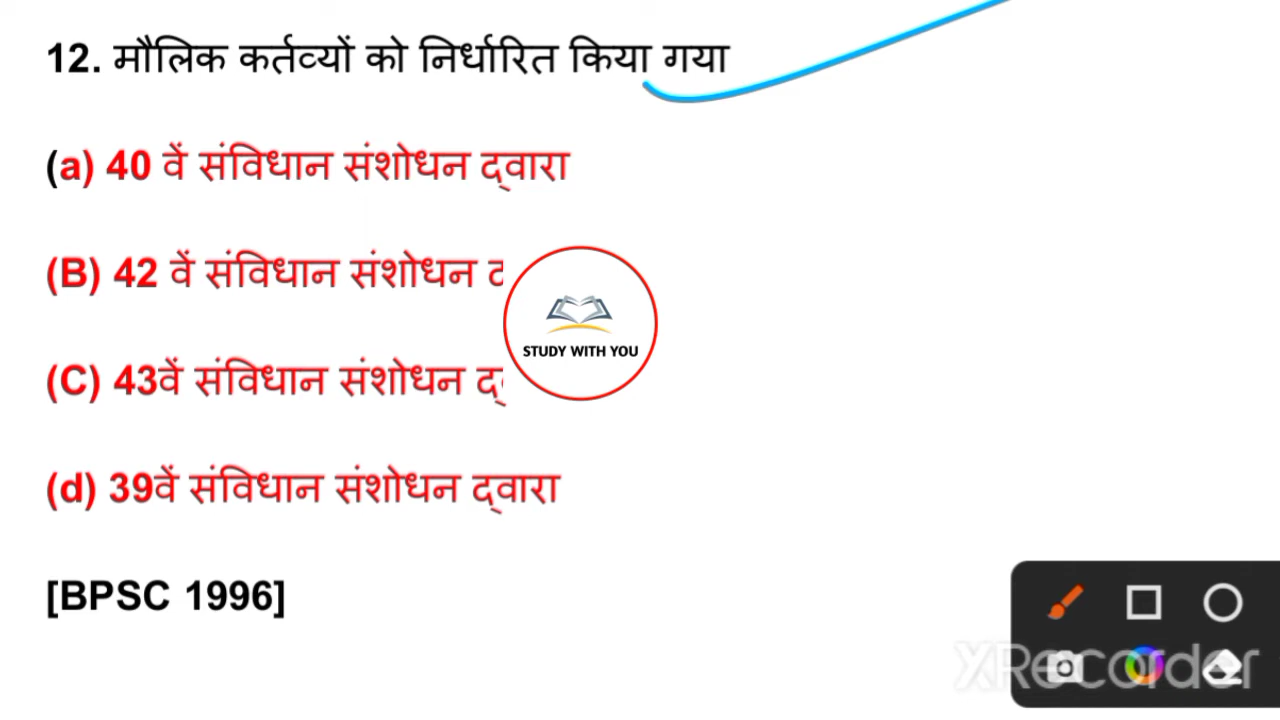 12. मौलिक कर्तव्यों को निर्धारित किया गया
(a) 40 वें संविधान संशोधन द्वारा
(B) 42 वें संविधान संशोधन
(C) 43वें संविधान संशोधन
STUDY WITH YOU
(d) 39वें संविधान संशोधन द्वारा
[BPSC 1996]
XRecorder